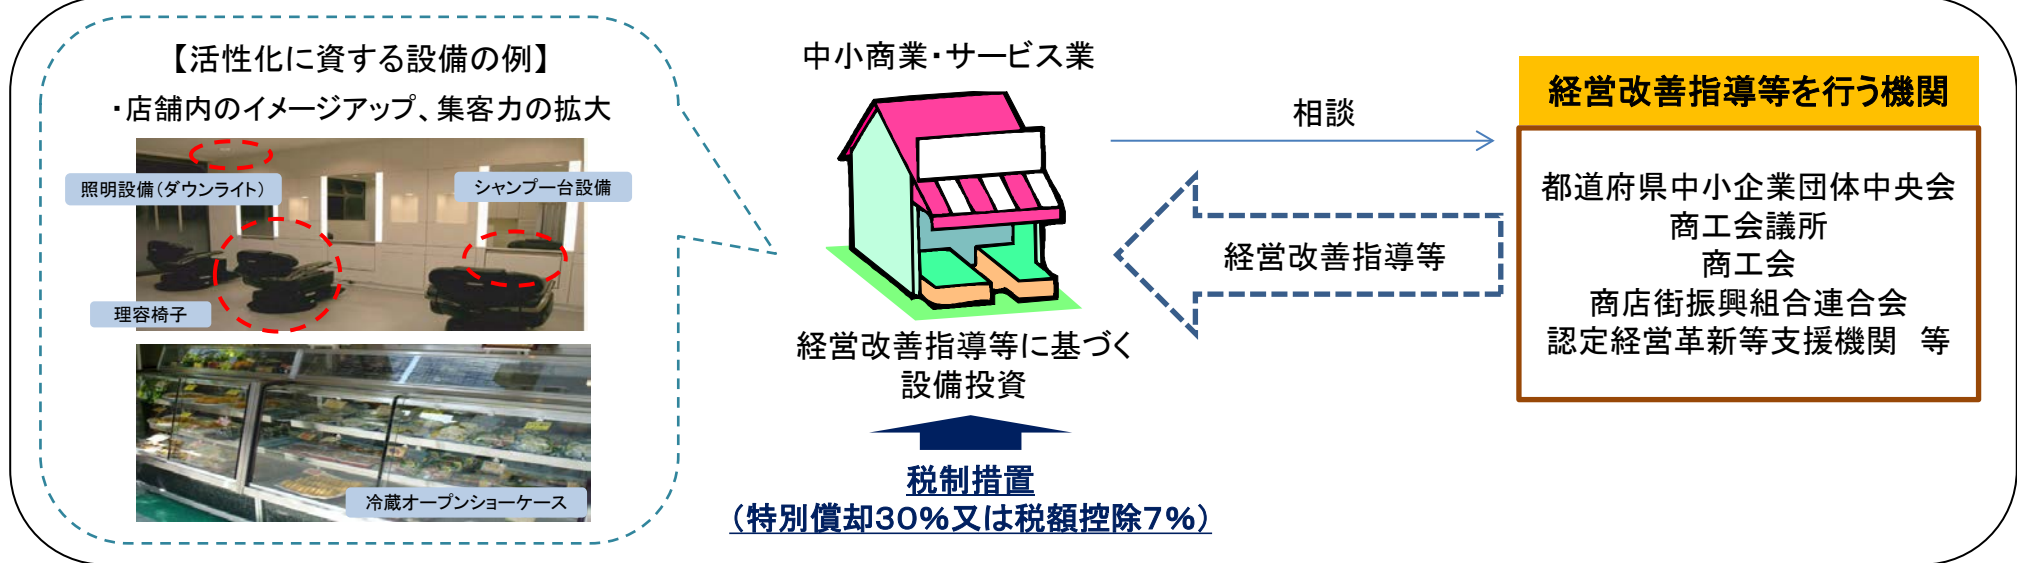 【活性化に資する設備の例】
・店舗内のイメージアップ、集客力の拡大
照明設備(ダウンライト)
シャンプー台設備
理容椅子
冷蔵オープンショーケース
中小商業・サービス業
経営改善指導等に基づく
設備投資
税制措置
(特別償却30%又は税額控除7%)
相談
経営改善指導等
経営改善指導等を行う機関
都道府県中小企業団体中央会
商工会議所
商工会
商店街振興組合連合会
認定経営革新等支援機関　等